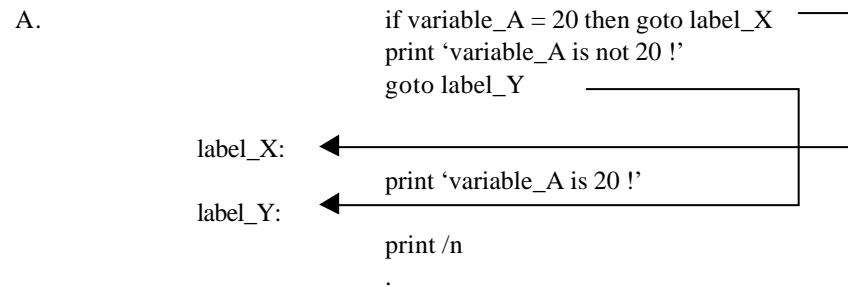 A. if variable_A = 20 then goto label_X
print ‘variable_A is not 20 !’
goto label_Y
label_X:
print ‘variable_A is 20 !’
label_Y:
print /n
.